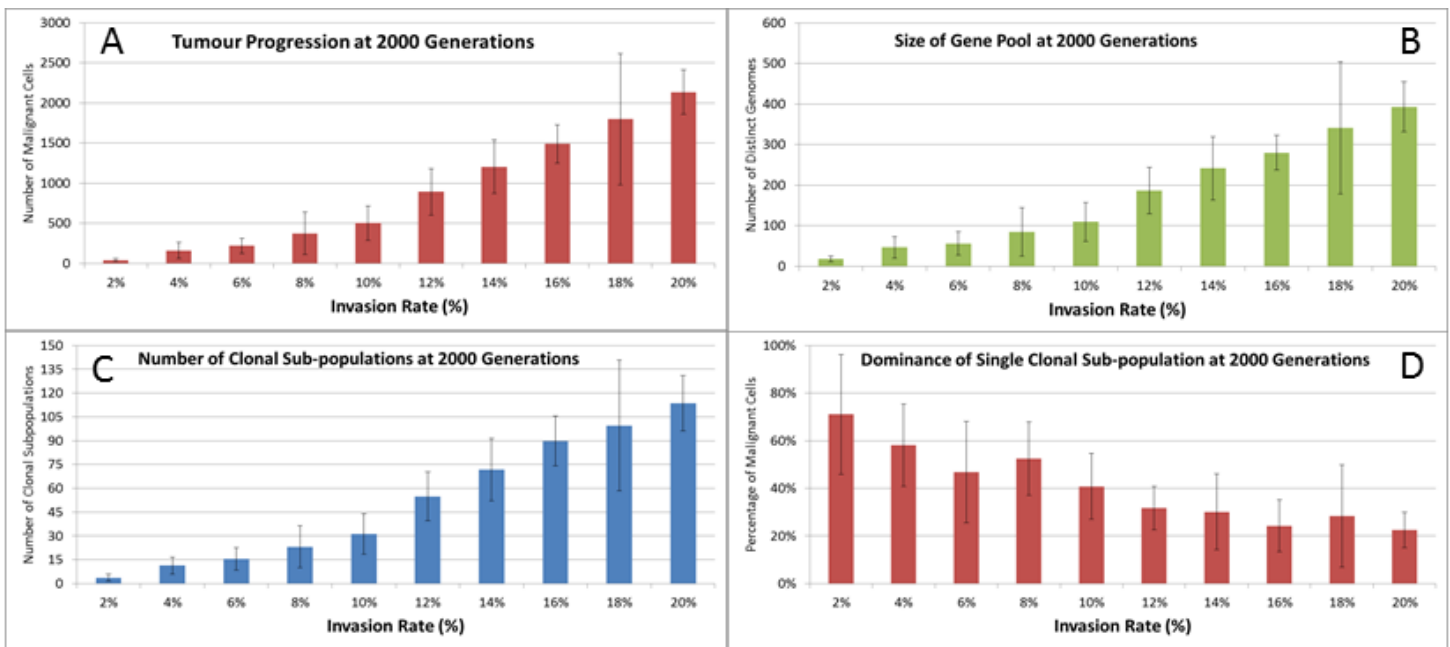 A
Tumour Progression at 2000 Generations
Number of Malignant Cells
3000
2500
2000
1500
1000
500
0
2% 4% 6% 8% 10% 12% 14% 16% 18% 20%
Invasion Rate (%)
B
Size of Gene Pool at 2000 Generations
Number of Distinct Genomes
600
500
400
300
200
100
0
2% 4% 6% 8% 10% 12% 14% 16% 18% 20%
Invasion Rate (%)
C
Number of Clonal Sub-populations at 2000 Generations
Number of Clonal Subpopulations
150
135
120
105
90
75
60
45
30
15
0
2% 4% 6% 8% 10% 12% 14% 16% 18% 20%
Invasion Rate (%)
D
Dominance of Single Clonal Sub-population at 2000 Generations
Percentage of Malignant Cells
100%
80%
60%
40%
20%
0%
2% 4% 6% 8% 10% 12% 14% 16% 18% 20%
Invasion Rate (%)